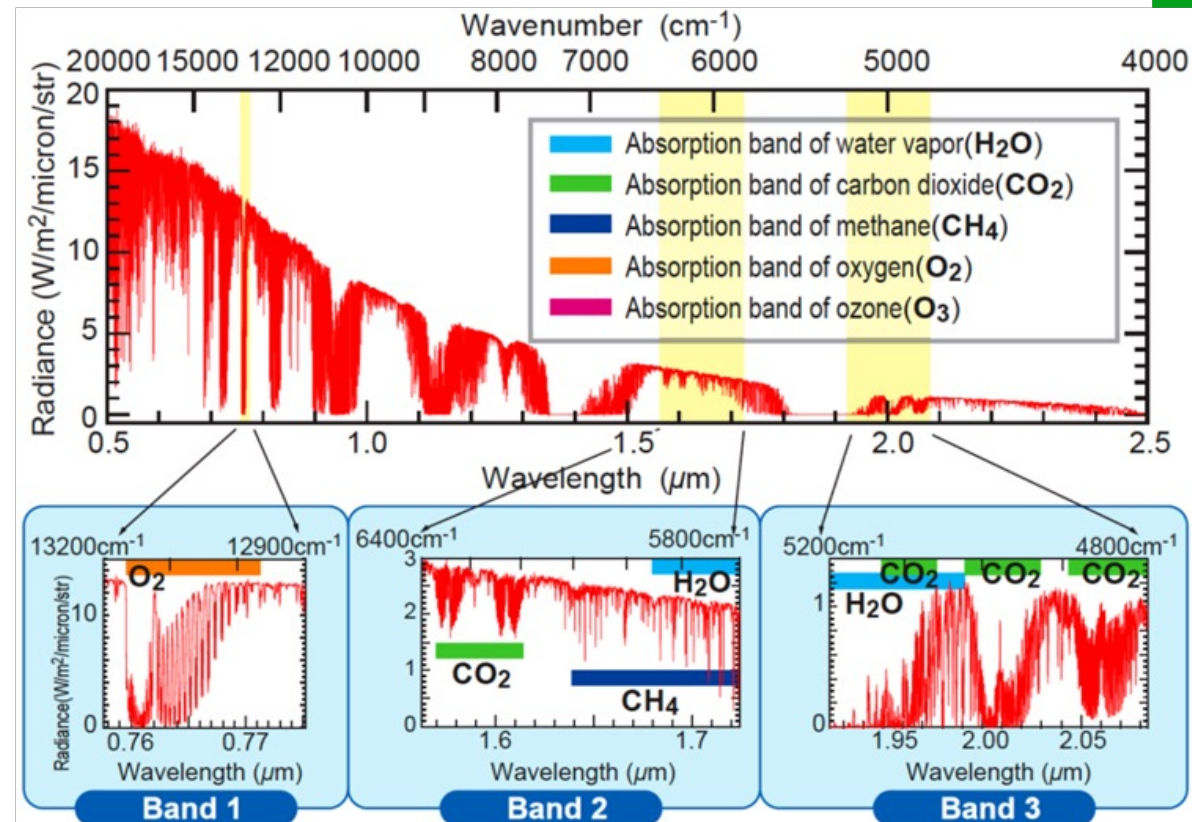 Wavenumber (cm-1)
20000 15000 13000 12000 10000 8000 7000 6000 5000 4000
Radiance (W/m2/micron/str)
20
15
10
5
0
Absorption band of water vapor(H2O)
Absorption band of carbon dioxide(CO2)
Absorption band of methane(CH4)
Absorption band of oxygen(O2)
Absorption band of ozone(O3)
0.5 1.0 1.5 2.0 2.5
Wavelength (μm)
13200cm-1 12900cm-1
O2
Radiance(W/m2/micron/str)
10
0
0.76 0.77
Wavelength (μm)
Band 1
6400cm-1 5800cm-1
3
2
1
0
H2O
CO2
CH4
1.6 1.7
Wavelength (μm)
Band 2
5200cm-1 4800cm-1
CO2 CO2 CO2
H2O
1
0
1.95 2.00 2.05
Wavelength (μm)
Band 3